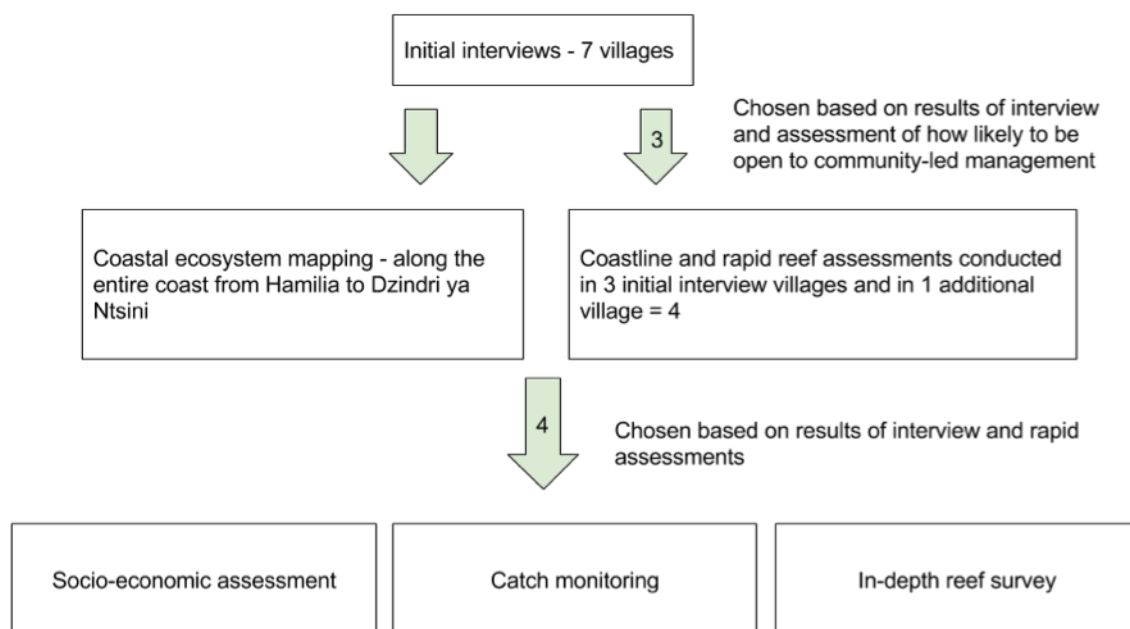 Initial interviews - 7 villages
3
Chosen based on results of interview
and assessment of how likely to be
open to community-led management
Coastal ecosystem mapping - along the
entire coast from Hamilia to Dzindri ya
Ntsini
Coastline and rapid reef assessments conducted
in 3 initial interview villages and in 1 additional
village = 4
4
Chosen based on results of interview and rapid
assessments
Socio-economic assessment
Catch monitoring
In-depth reef survey